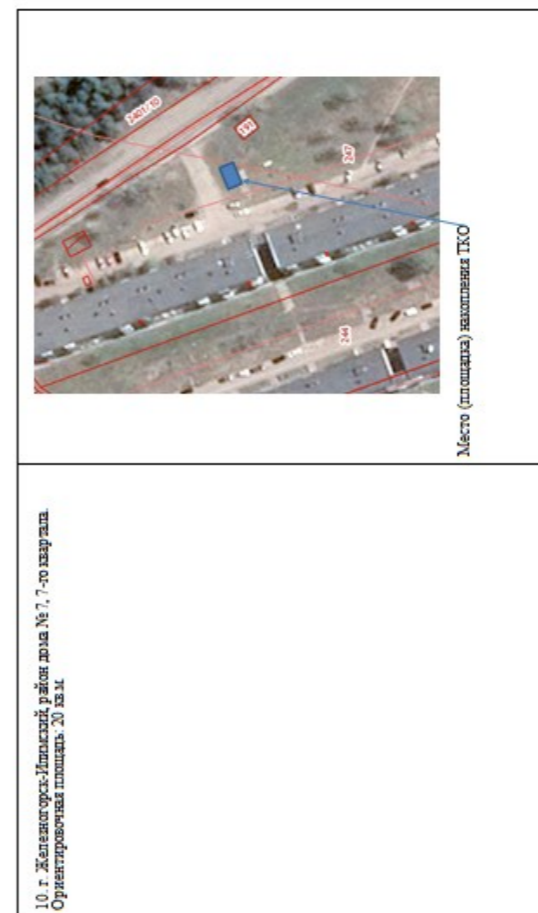 10. г. Железногорск-Илимский, район дома № 7, 7-го квартала.
Ориентировочная площадь: 20 кв.м
2401/10
193
247
244
Место (площадка) накопления ТКО